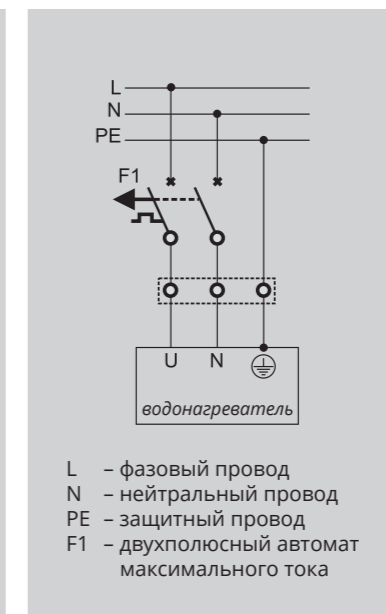 L
N
PE
F1
U N
водонагреватель
L – фазовый провод
N – нейтральный провод
PE – защитный провод
F1 – двухполюсный автомат
максимального тока